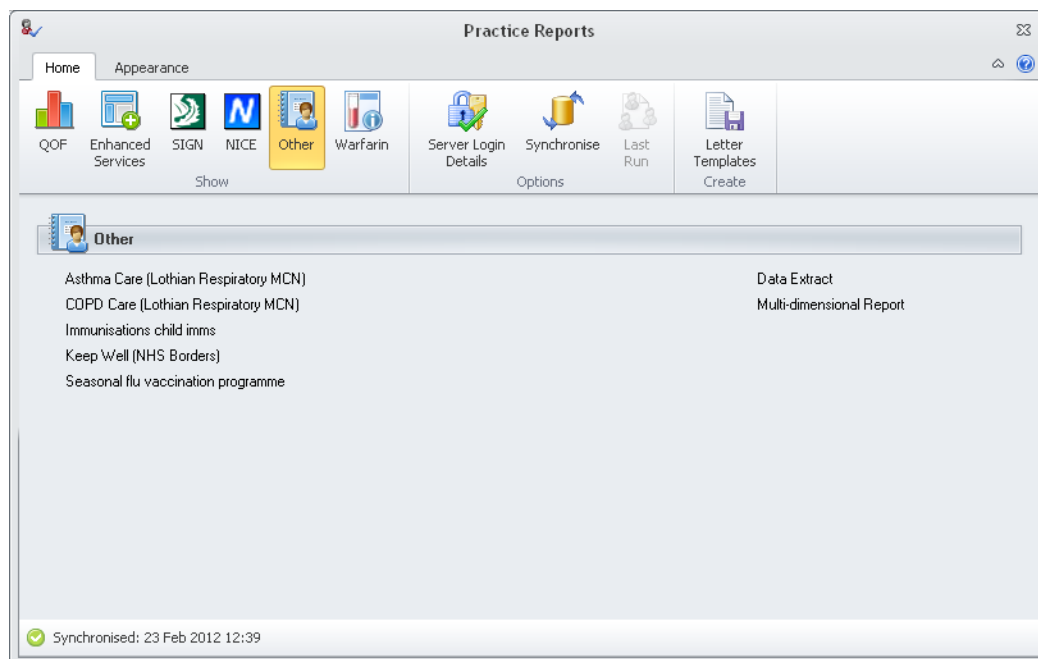 Practice Reports
Home Appearance
QOF Enhanced Services SIGN NICE Other Warfarin Server Login Details Synchronise Last Run Letter Templates
Show Options Create
Other
Asthma Care (Lothian Respiratory MCN) Data Extract
COPD Care (Lothian Respiratory MCN) Multi-dimensional Report
Immunisations child imms
Keep Well (NHS Borders)
Seasonal flu vaccination programme
Synchronised: 23 Feb 2012 12:39